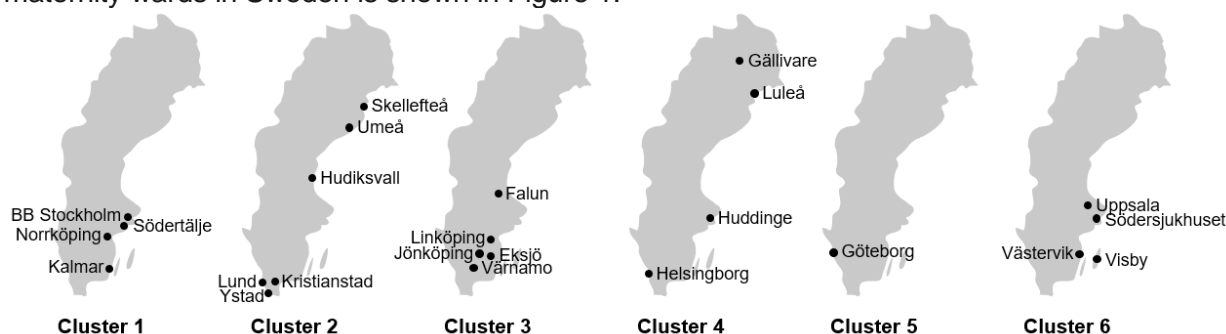 maternity wards in Sweden is shown in Figure 1.
BB Stockholm
Södertälje
Norrköping
Kalmar
Cluster 1
Skellefteå
Umeå
Hudiksvall
Lund
Kristianstad
Ystad
Cluster 2
Falun
Linköping
Jönköping
Eksjö
Värnamo
Cluster 3
Gällivare
Luleå
Huddinge
Helsingborg
Cluster 4
Göteborg
Cluster 5
Uppsala
Södersjukhuset
Västervik
Visby
Cluster 6